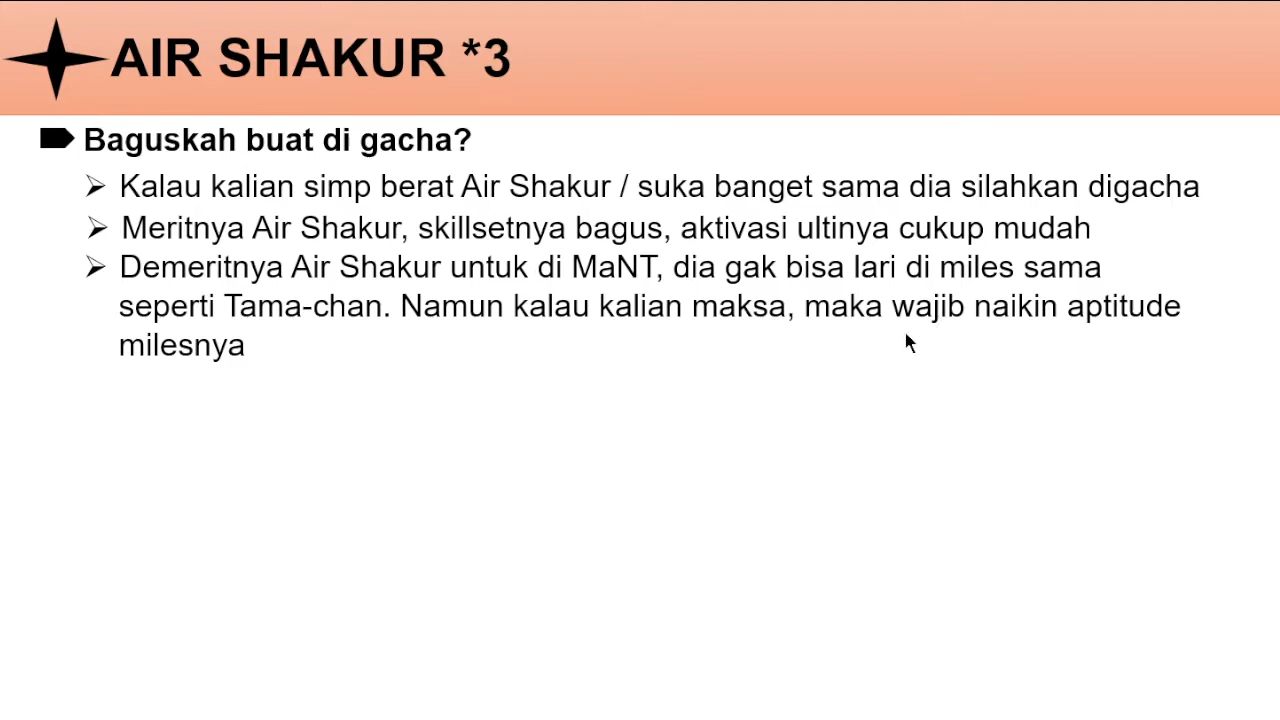 AIR SHAKUR *3
Baguskah buat di gacha?
Kalau kalian simp berat Air Shakur / suka banget sama dia silahkan digacha
Meritnya Air Shakur, skillsetnya bagus, aktivasi ultinya cukup mudah
Demeritnya Air Shakur untuk di MaNT, dia gak bisa lari di miles sama
seperti Tama-chan. Namun kalau kalian maksa, maka wajib naikin aptitude
milesnya